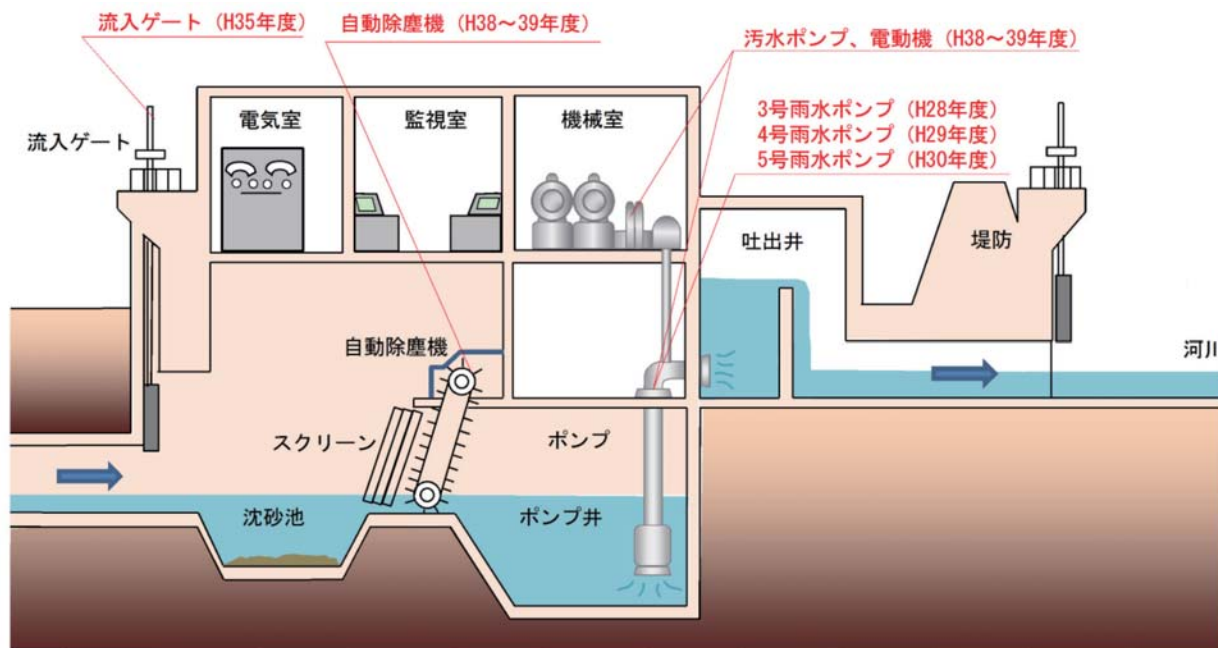 流入ゲート（H35年度）
自動除塵機（H38～39年度）
汚水ポンプ、電動機（H38～39年度）
3号雨水ポンプ（H28年度）
4号雨水ポンプ（H29年度）
5号雨水ポンプ（H30年度）
流入ゲート
電気室
監視室
機械室
吐出井
堤防
自動除塵機
河川
スクリーン
ポンプ
沈砂池
ポンプ井